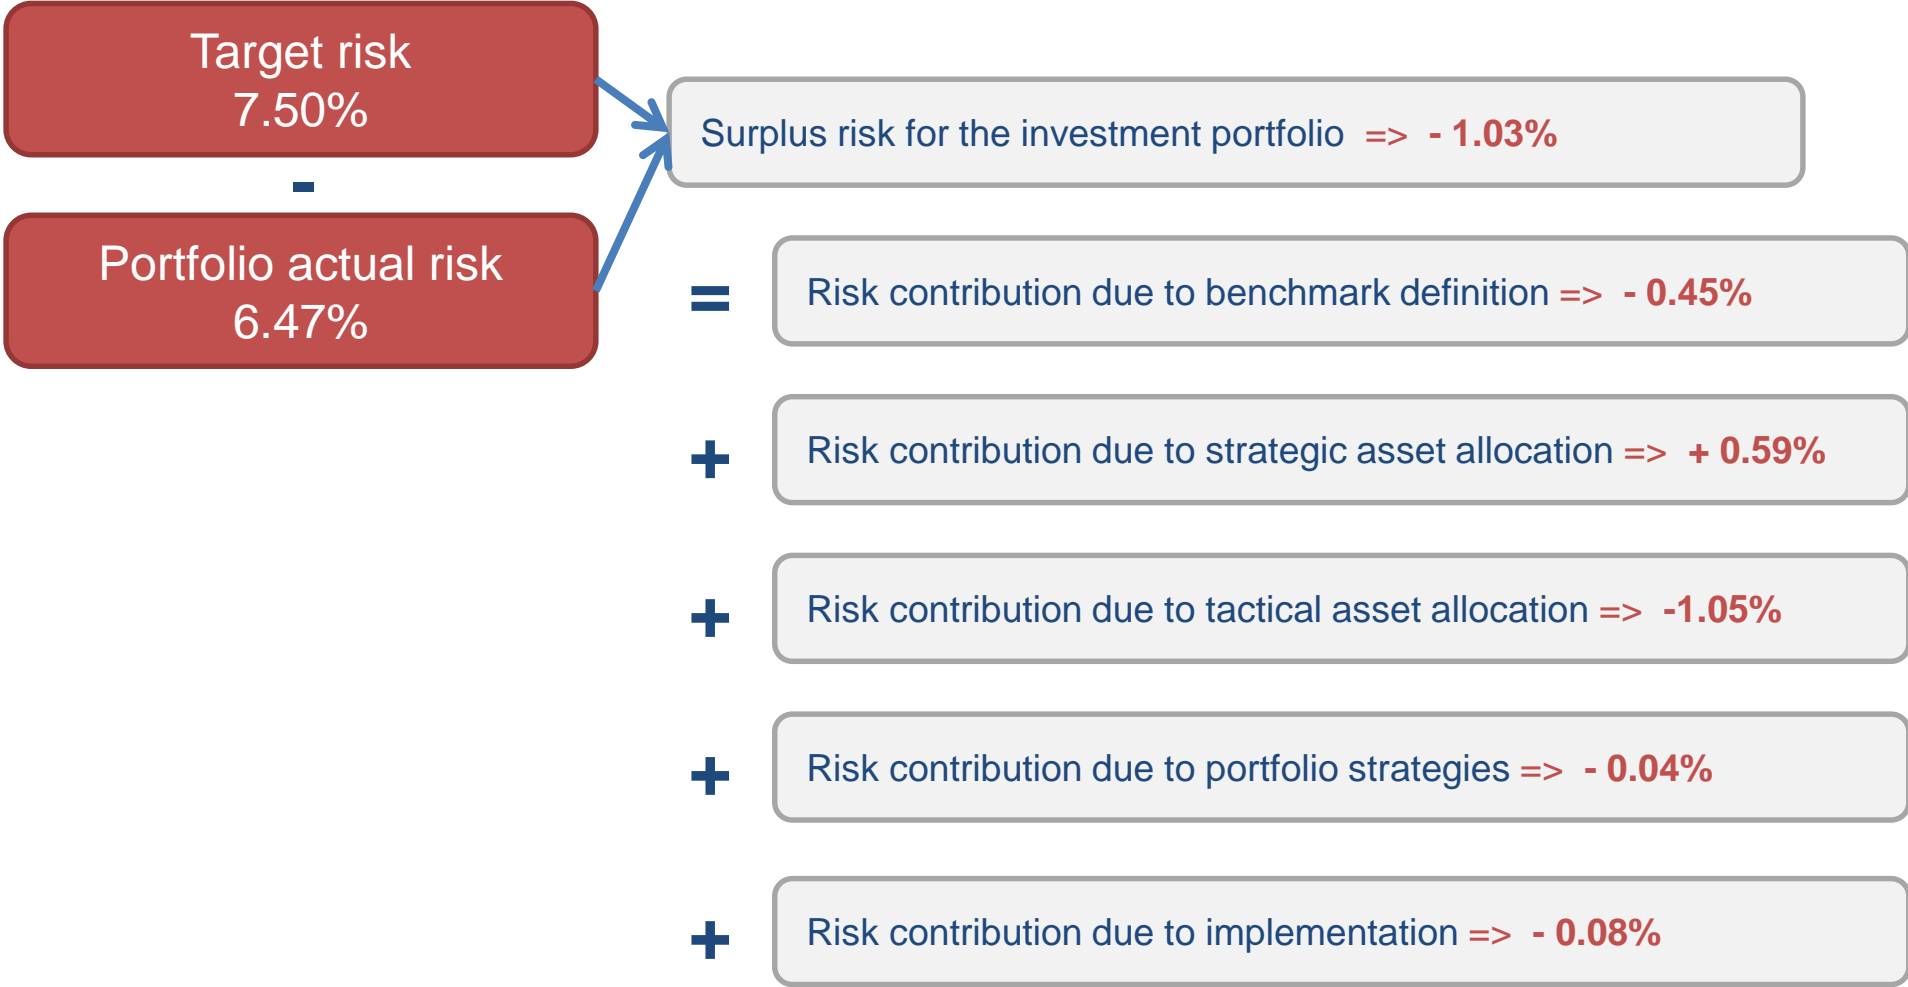 Target risk
7.50%
-
Portfolio actual risk
6.47%
Surplus risk for the investment portfolio => - 1.03%
= Risk contribution due to benchmark definition => - 0.45%
+ Risk contribution due to strategic asset allocation => + 0.59%
+ Risk contribution due to tactical asset allocation => -1.05%
+ Risk contribution due to portfolio strategies => - 0.04%
+ Risk contribution due to implementation => - 0.08%